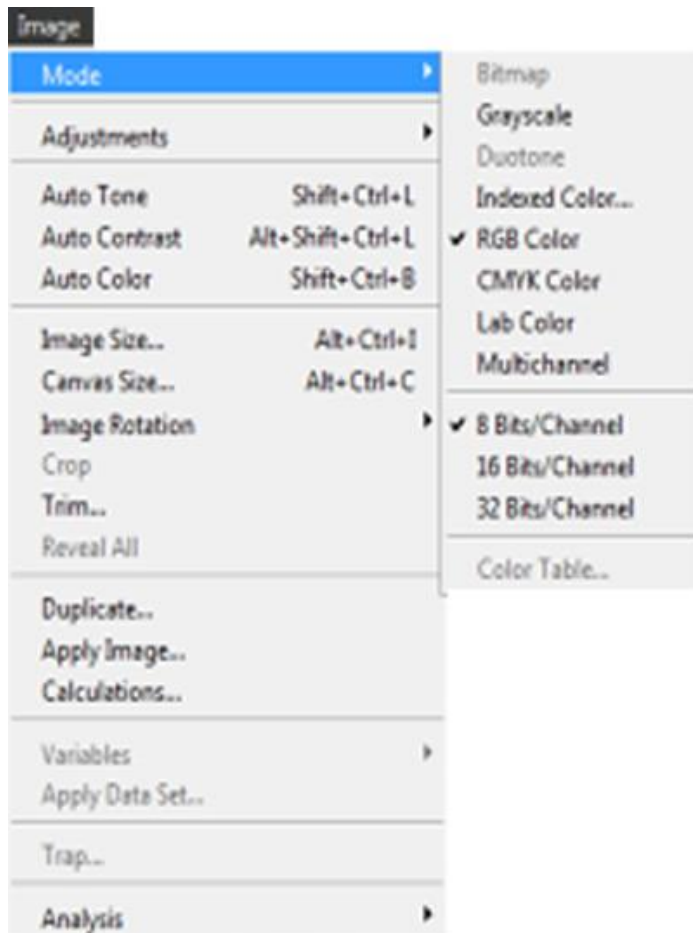 Image
Mode
Adjustments
Auto Tone Shift+Ctrl+L
Auto Contrast Alt+Shift+Ctrl+L
Auto Color Shift+Ctrl+B
Image Size... Alt+Ctrl+I
Canvas Size... Alt+Ctrl+C
Image Rotation
Crop
Trim...
Reveal All
Duplicate...
Apply Image...
Calculations...
Variables
Apply Data Set...
Trap...
Analysis
Bitmap
Grayscale
Duotone
Indexed Color...
RGB Color
CMYK Color
Lab Color
Multichannel
8 Bits/Channel
16 Bits/Channel
32 Bits/Channel
Color Table...